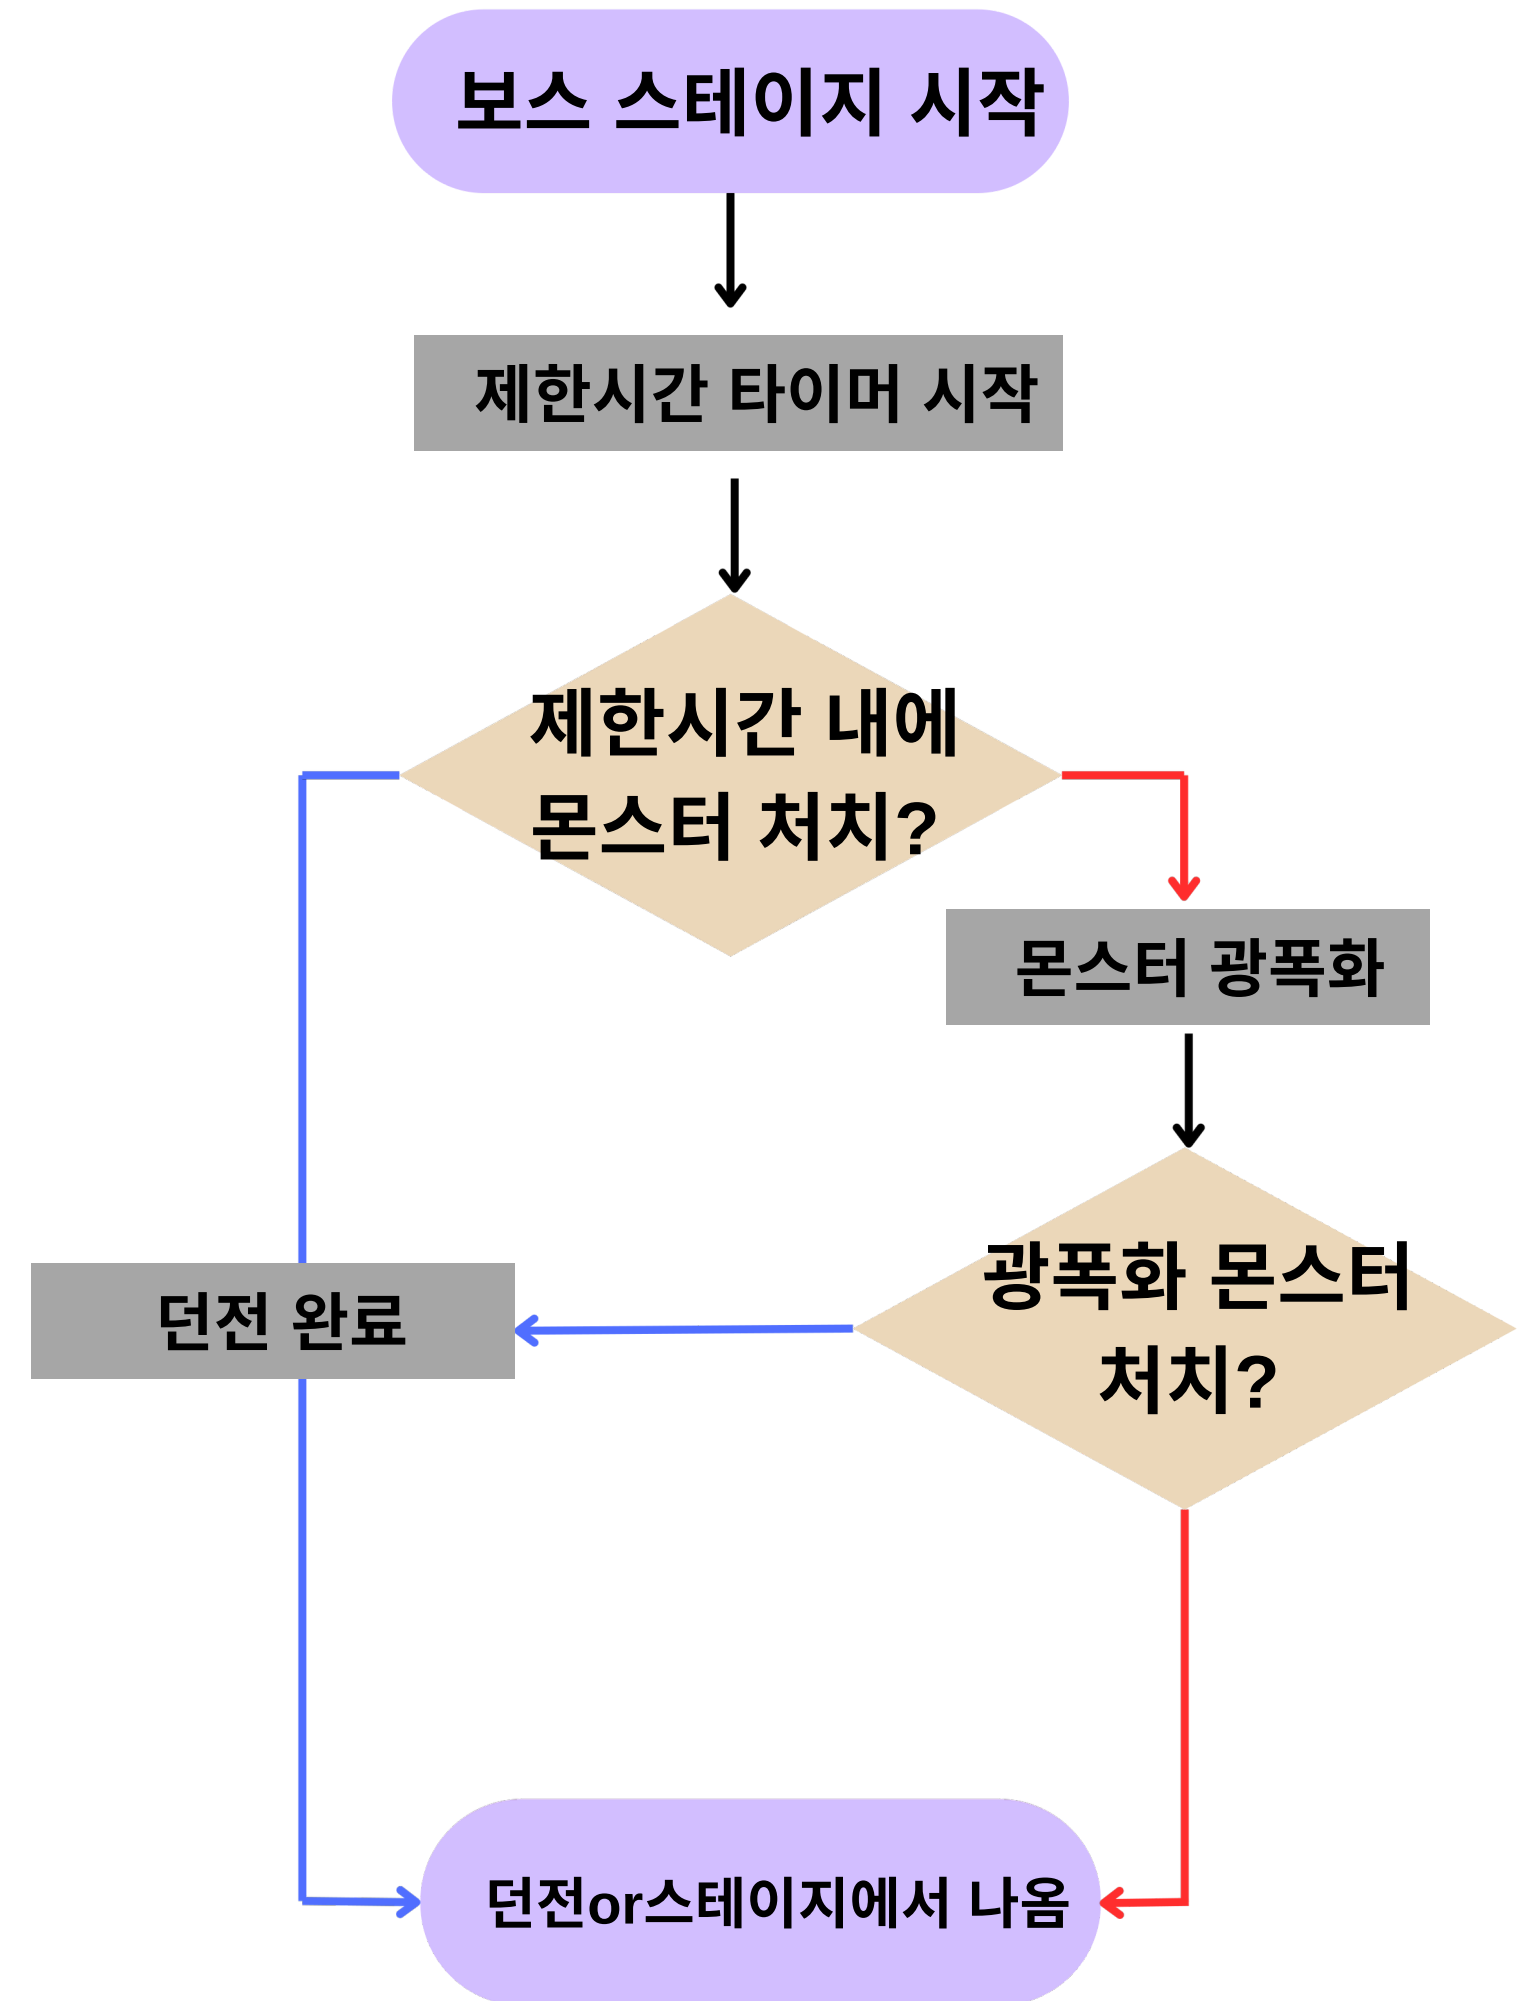 보스 스테이지 시작
제한시간 타이머 시작
제한시간 내에
몬스터 처치?
몬스터 광폭화
광폭화 몬스터
처치?
던전 완료
던전or스테이지에서 나옴